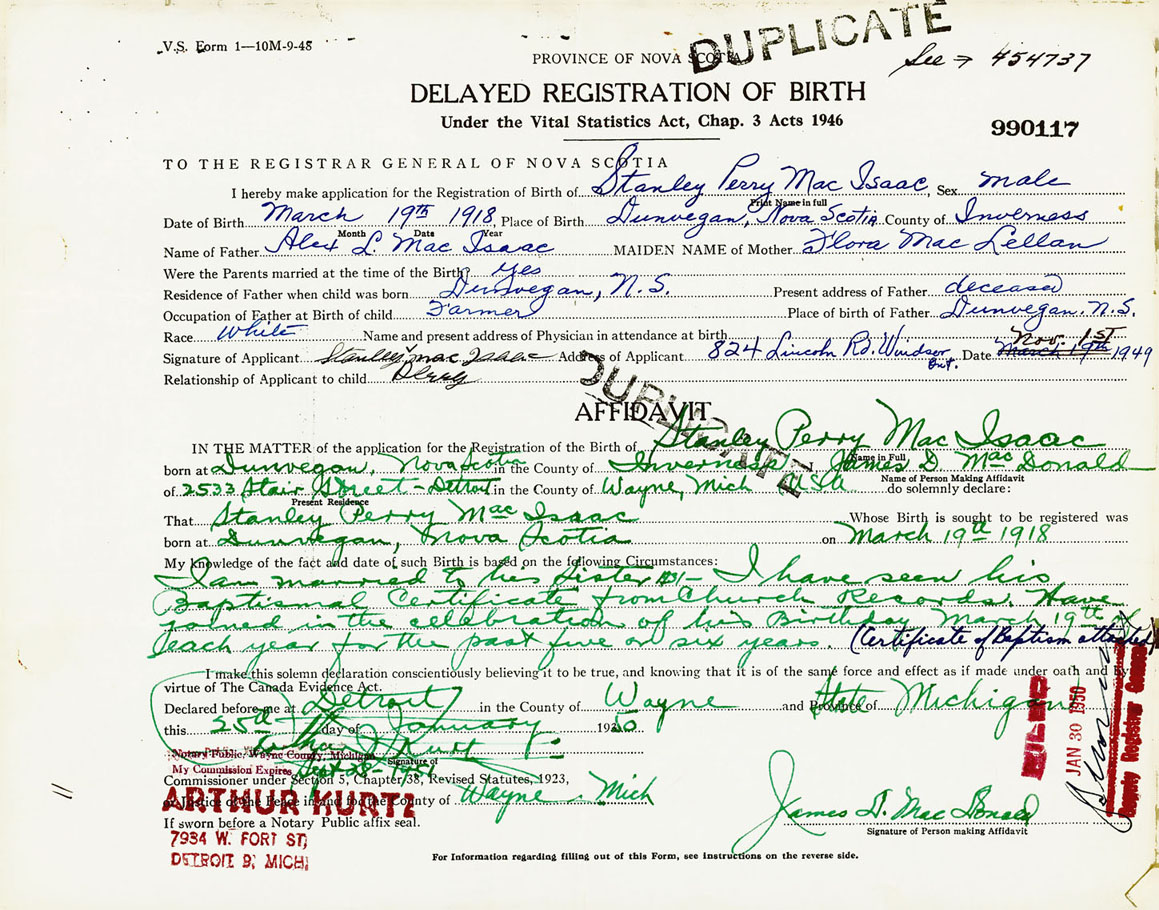 V.S. Form 1—10M-9-48
DUPLICATE
PROVINCE OF NOVA SCOTIA
See → 454737
DELAYED REGISTRATION OF BIRTH
Under the Vital Statistics Act, Chap. 3 Acts 1946
990117
TO THE REGISTRAR GENERAL OF NOVA SCOTIA
I hereby make application for the Registration of Birth of Stanley Perry Mac Isaac, Sex male
Print Name in full
Date of Birth March 19th 1918, Place of Birth Dunvegan, Nova Scotia County of Inverness
Month Date Year
Name of Father Alex L. Mac Isaac MAIDEN NAME of Mother Flora Mac Lellan
Were the Parents married at the time of the Birth? yes
Residence of Father when child was born Dunvegan, N.S. Present address of Father deceased
Occupation of Father at Birth of child Farmer Place of birth of Father Dunvegan. N.S.
Race White Name and present address of Physician in attendance at birth
Signature of Applicant Stanley Perry Mac Isaac Address of Applicant 824 Lincoln Rd. Windsor Ont. Date March 19th Nov. 1st 1949
Relationship of Applicant to child
DUPLICATE
AFFIDAVIT
IN THE MATTER of the application for the Registration of Birth of Stanley Perry Mac Isaac
Name in Full
born at Dunvegan, Nova Scotia in the County of Inverness, James D. MacDonald
Name of Person Making Affidavit
of 2533 Stair Street - Detroit in the County of Wayne, Mich USA do solemnly declare:
Present Residence
That Stanley Perry Mac Isaac Whose Birth is sought to be registered was
born at Dunvegan, Nova Scotia on March 19th 1918
My knowledge of the fact and date of such Birth is based on the following Circumstances:
I am married to his sister - I have seen his
Baptismal Certificate from Church Records. Have
joined in the celebration of his Birthday March 19th
each year for the past five or six years. (Certificate of Baptism attached)
I make this solemn declaration conscientiously believing it to be true, and knowing that it is of the same force and effect as if made under oath and by
virtue of The Canada Evidence Act.
Declared before me at Detroit in the County of Wayne and Province of State Michigan
this 25th day of January 1950
Arthur Kurti
Signature of
Notary Public, Wayne County, Michigan
My Commission Expires Sept 28-1951
Commissioner under Section 5, Chapter 38, Revised Statutes, 1923,
or Justice of the Peace in and for the County of Wayne - Mich
ARTHUR KURTI
If sworn before a Notary Public affix seal.
7934 W. FORT ST.
DETROIT 9, MICH.
James D. MacDonald
Signature of Person making Affidavit
FILED
JAN 30 1950
Deputy Registrar General
For Information regarding filling out of this Form, see instructions on the reverse side.